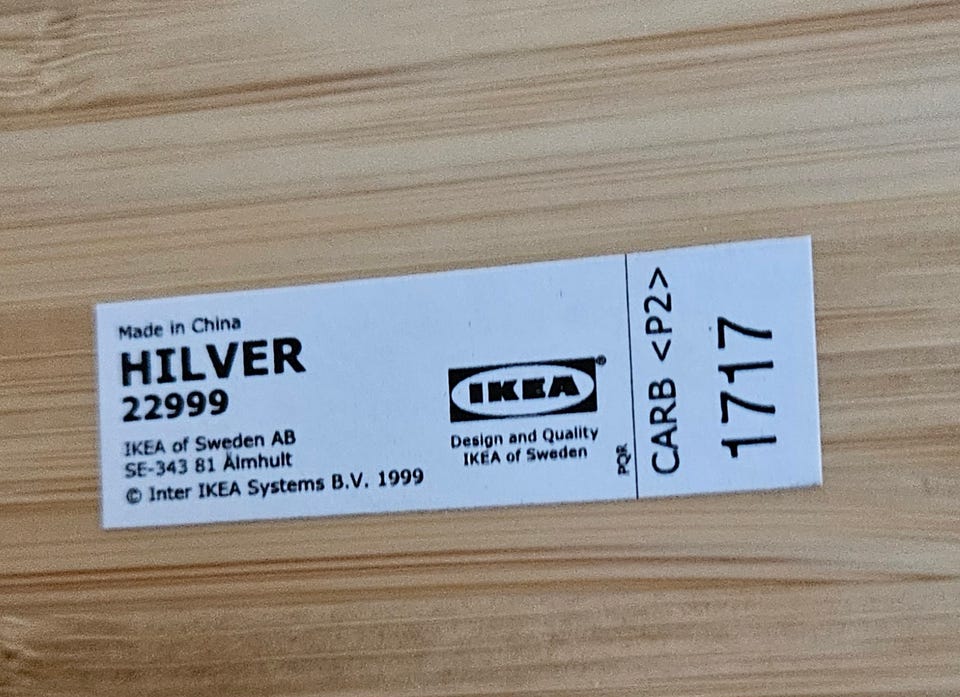 Made in China
HILVER
22999
IKEA of Sweden AB
SE-343 81 Älmhult
© Inter IKEA Systems B.V. 1999
IKEA®
Design and Quality
IKEA of Sweden
PQR
CARB <P2>
1717